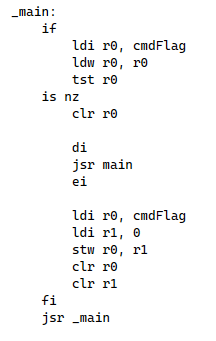 _main:
if
ldi r0, cmdFlag
ldw r0, r0
tst r0
is nz
clr r0
di
jsr main
ei
ldi r0, cmdFlag
ldi r1, 0
stw r0, r1
clr r0
clr r1
fi
jsr _main